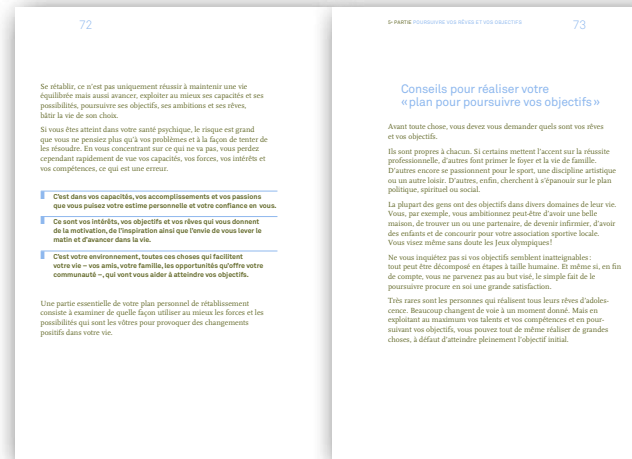 72
Se rétablir, ce n'est pas uniquement réussir à maintenir une vie
équilibrée mais aussi avancer, exploiter au mieux ses capacités et ses
possibilités, poursuivre ses objectifs, ses ambitions et ses rêves,
bâtir la vie de son choix.
Si vous êtes atteint dans votre santé psychique, le risque est grand
que vous ne pensiez plus qu'à vos problèmes et à la façon de tenter de
les résoudre. En vous concentrant sur ce qui ne va pas, vous perdez
cependant rapidement de vue vos capacités, vos forces, vos intérêts et
vos compétences, ce qui est une erreur.
C'est dans vos capacités, vos accomplissements et vos passions
que vous puisez votre estime personnelle et votre confiance en vous.
Ce sont vos intérêts, vos objectifs et vos rêves qui vous donnent
de la motivation, de l'inspiration ainsi que l'envie de vous lever le
matin et d'avancer dans la vie.
C'est votre environnement, toutes ces choses qui facilitent
votre vie – vos amis, votre famille, les opportunités qu'offre votre
communauté –, qui vont vous aider à atteindre vos objectifs.
Une partie essentielle de votre plan personnel de rétablissement
consiste à examiner de quelle façon utiliser au mieux les forces et les
possibilités qui sont les vôtres pour provoquer des changements
positifs dans votre vie.
5e PARTIE POURSUIVRE VOS RÊVES ET VOS OBJECTIFS
73
Conseils pour réaliser votre
«plan pour poursuivre vos objectifs»
Avant toute chose, vous devez vous demander quels sont vos rêves
et vos objectifs.
Ils sont propres à chacun. Si certains mettent l'accent sur la réussite
professionnelle, d'autres font primer le foyer et la vie de famille.
D'autres encore se passionnent pour le sport, une discipline artistique
ou un autre loisir. D'autres, enfin, cherchent à s'épanouir sur le plan
politique, spirituel ou social.
La plupart des gens ont des objectifs dans divers domaines de leur vie.
Vous, par exemple, vous ambitionnez peut-être d'avoir une belle
maison, de trouver un ou une partenaire, de devenir infirmier, d'avoir
des enfants et de concourir pour votre association sportive locale.
Vous visez même sans doute les Jeux olympiques!
Ne vous inquiétez pas si vos objectifs semblent inatteignables:
tout peut être décomposé en étapes à taille humaine. Et même si, en fin
de compte, vous ne parvenez pas au but visé, le simple fait de le
poursuivre procure en soi une grande satisfaction.
Très rares sont les personnes qui réalisent tous leurs rêves d'adoles-
cence. Beaucoup changent de voie à un moment donné. Mais en
exploitant au maximum vos talents et vos compétences et en pour-
suivant vos objectifs, vous pouvez tout de même réaliser de grandes
choses, à défaut d'atteindre pleinement l'objectif initial.